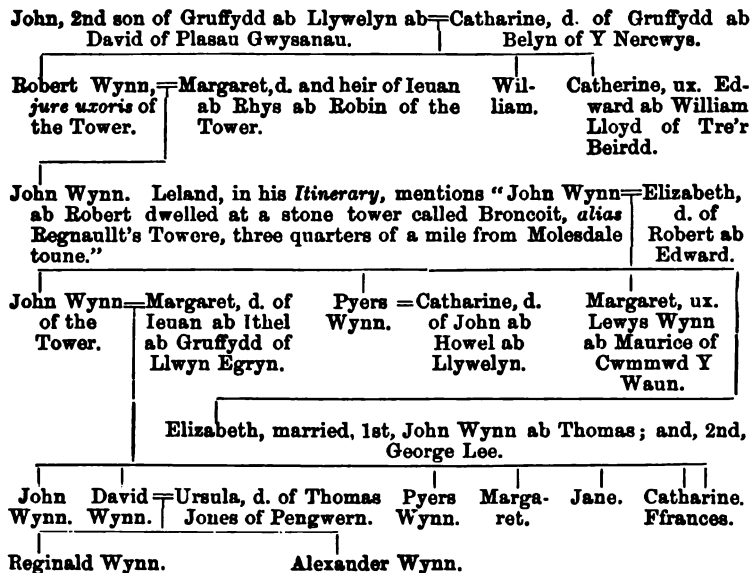 John, 2nd son of Gruffydd ab Llywelyn ab = Catharine, d. of Gruffydd ab
David of Plasau Gwysanau. Belyn of Y Nercwys.
Robert Wynn, = Margaret, d. and heir of Ieuan Wil- Catherine, ux. Ed-
jure uxoris of ab Rhys ab Robin of the liam. ward ab William
the Tower. Tower. Lloyd of Tre'r
Beirdd.
John Wynn. Leland, in his Itinerary, mentions "John Wynn = Elizabeth,
ab Robert dwelled at a stone tower called Broncoit, alias d. of
Regnaullt's Towere, three quarters of a mile from Molesdale Robert ab
toune." Edward.
John Wynn = Margaret, d. of Pyers = Catharine, d. Margaret, ux.
of the Ieuan ab Ithel Wynn. of John ab Lewys Wynn
Tower. ab Gruffydd of Howel ab ab Maurice of
Llwyn Egryn. Llywelyn. Cwmmwd Y
Waun.
Elizabeth, married, 1st, John Wynn ab Thomas; and, 2nd,
George Lee.
John David = Ursula, d. of Thomas Pyers Marga- Jane. Catharine.
Wynn. Wynn. Jones of Pengwern. Wynn. ret. Ffrances.
Reginald Wynn. Alexander Wynn.